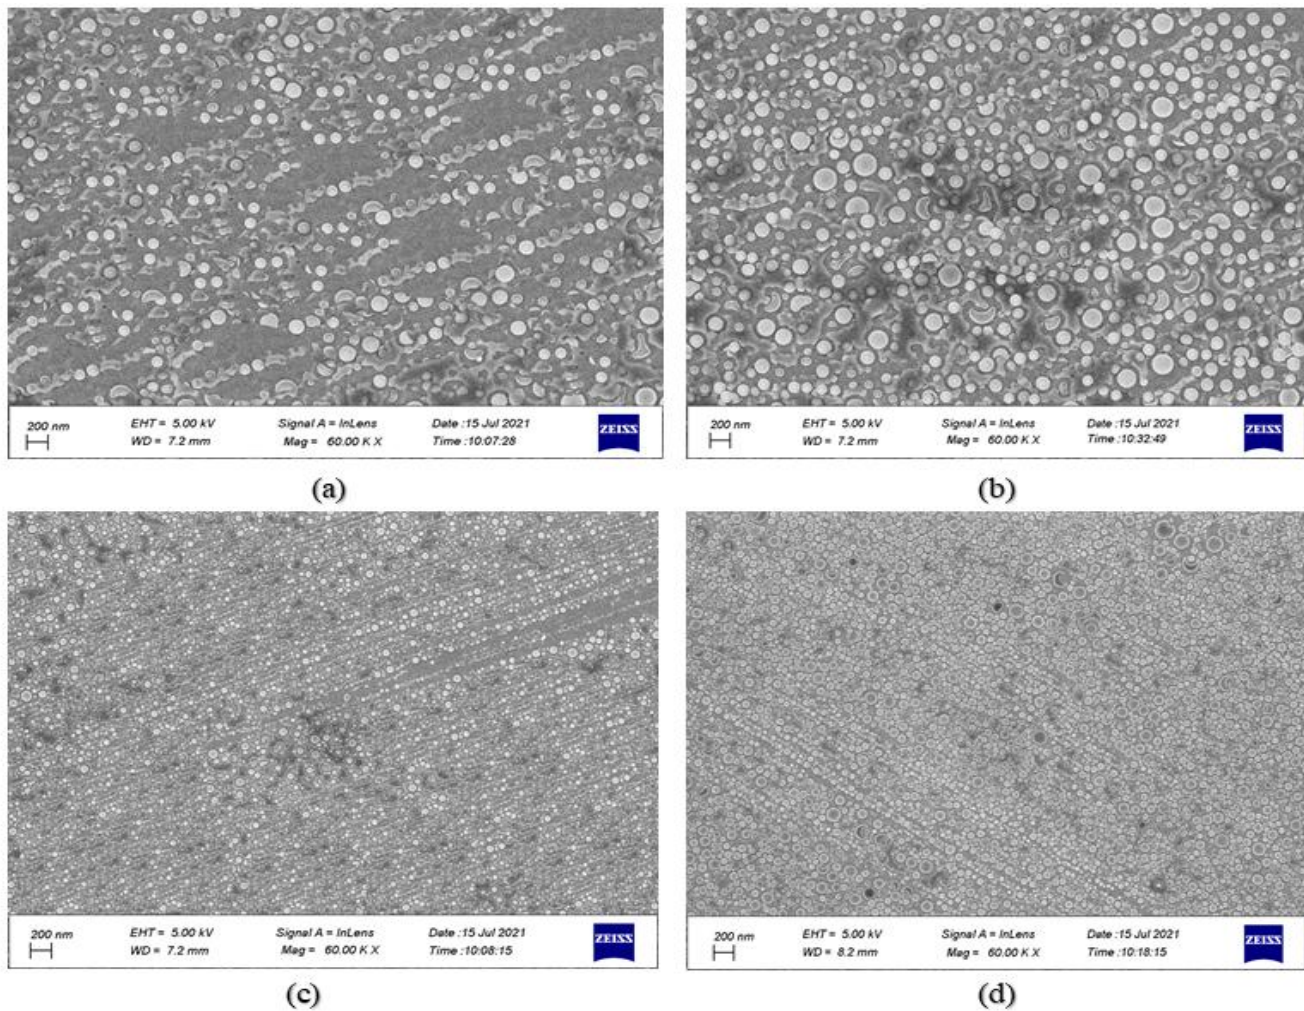 200 nm EHT = 5.00 kV Signal A = InLens Date :15 Jul 2021 ZEISS
WD = 7.2 mm Mag = 60.00 K X Time :10:07:28
(a)
200 nm EHT = 5.00 kV Signal A = InLens Date :15 Jul 2021 ZEISS
WD = 7.2 mm Mag = 60.00 K X Time :10:32:49
(b)
200 nm EHT = 5.00 kV Signal A = InLens Date :15 Jul 2021 ZEISS
WD = 7.2 mm Mag = 60.00 K X Time :10:08:15
(c)
200 nm EHT = 5.00 kV Signal A = InLens Date :15 Jul 2021 ZEISS
WD = 8.2 mm Mag = 60.00 K X Time :10:18:15
(d)